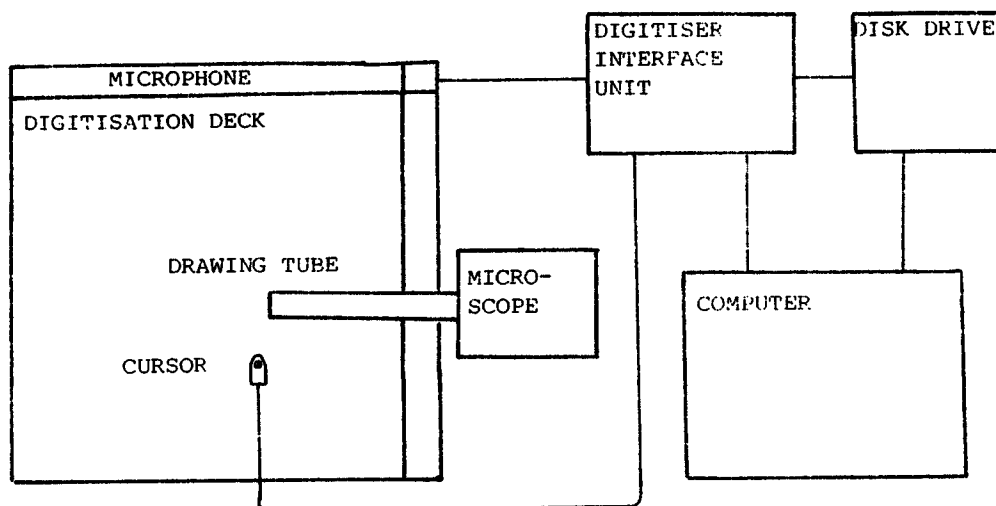 MICROPHONE
DIGITISATION DECK
DRAWING TUBE
CURSOR
MICRO-
SCOPE
DIGITISER
INTERFACE
UNIT
DISK DRIVE
COMPUTER